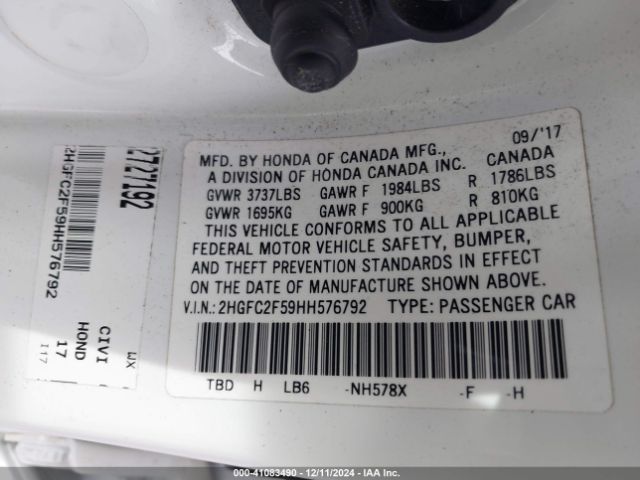 09/'17
MFD. BY HONDA OF CANADA MFG., CANADA
A DIVISION OF HONDA CANADA INC.
GVWR 3737LBS GAWR F 1984LBS R 1786LBS
GVWR 1695KG GAWR F 900KG R 810KG
THIS VEHICLE CONFORMS TO ALL APPLICABLE
FEDERAL MOTOR VEHICLE SAFETY, BUMPER,
AND THEFT PREVENTION STANDARDS IN EFFECT
ON THE DATE OF MANUFACTURE SHOWN ABOVE.
V.I.N.: 2HGFC2F59HH576792 TYPE: PASSENGER CAR
TBD H LB6 -NH578X -F -H
27271192
2HGFC2F59HH576792
WX
CIVI
HOND
17
I17
000-41083490 - 12/11/2024 - IAA Inc.